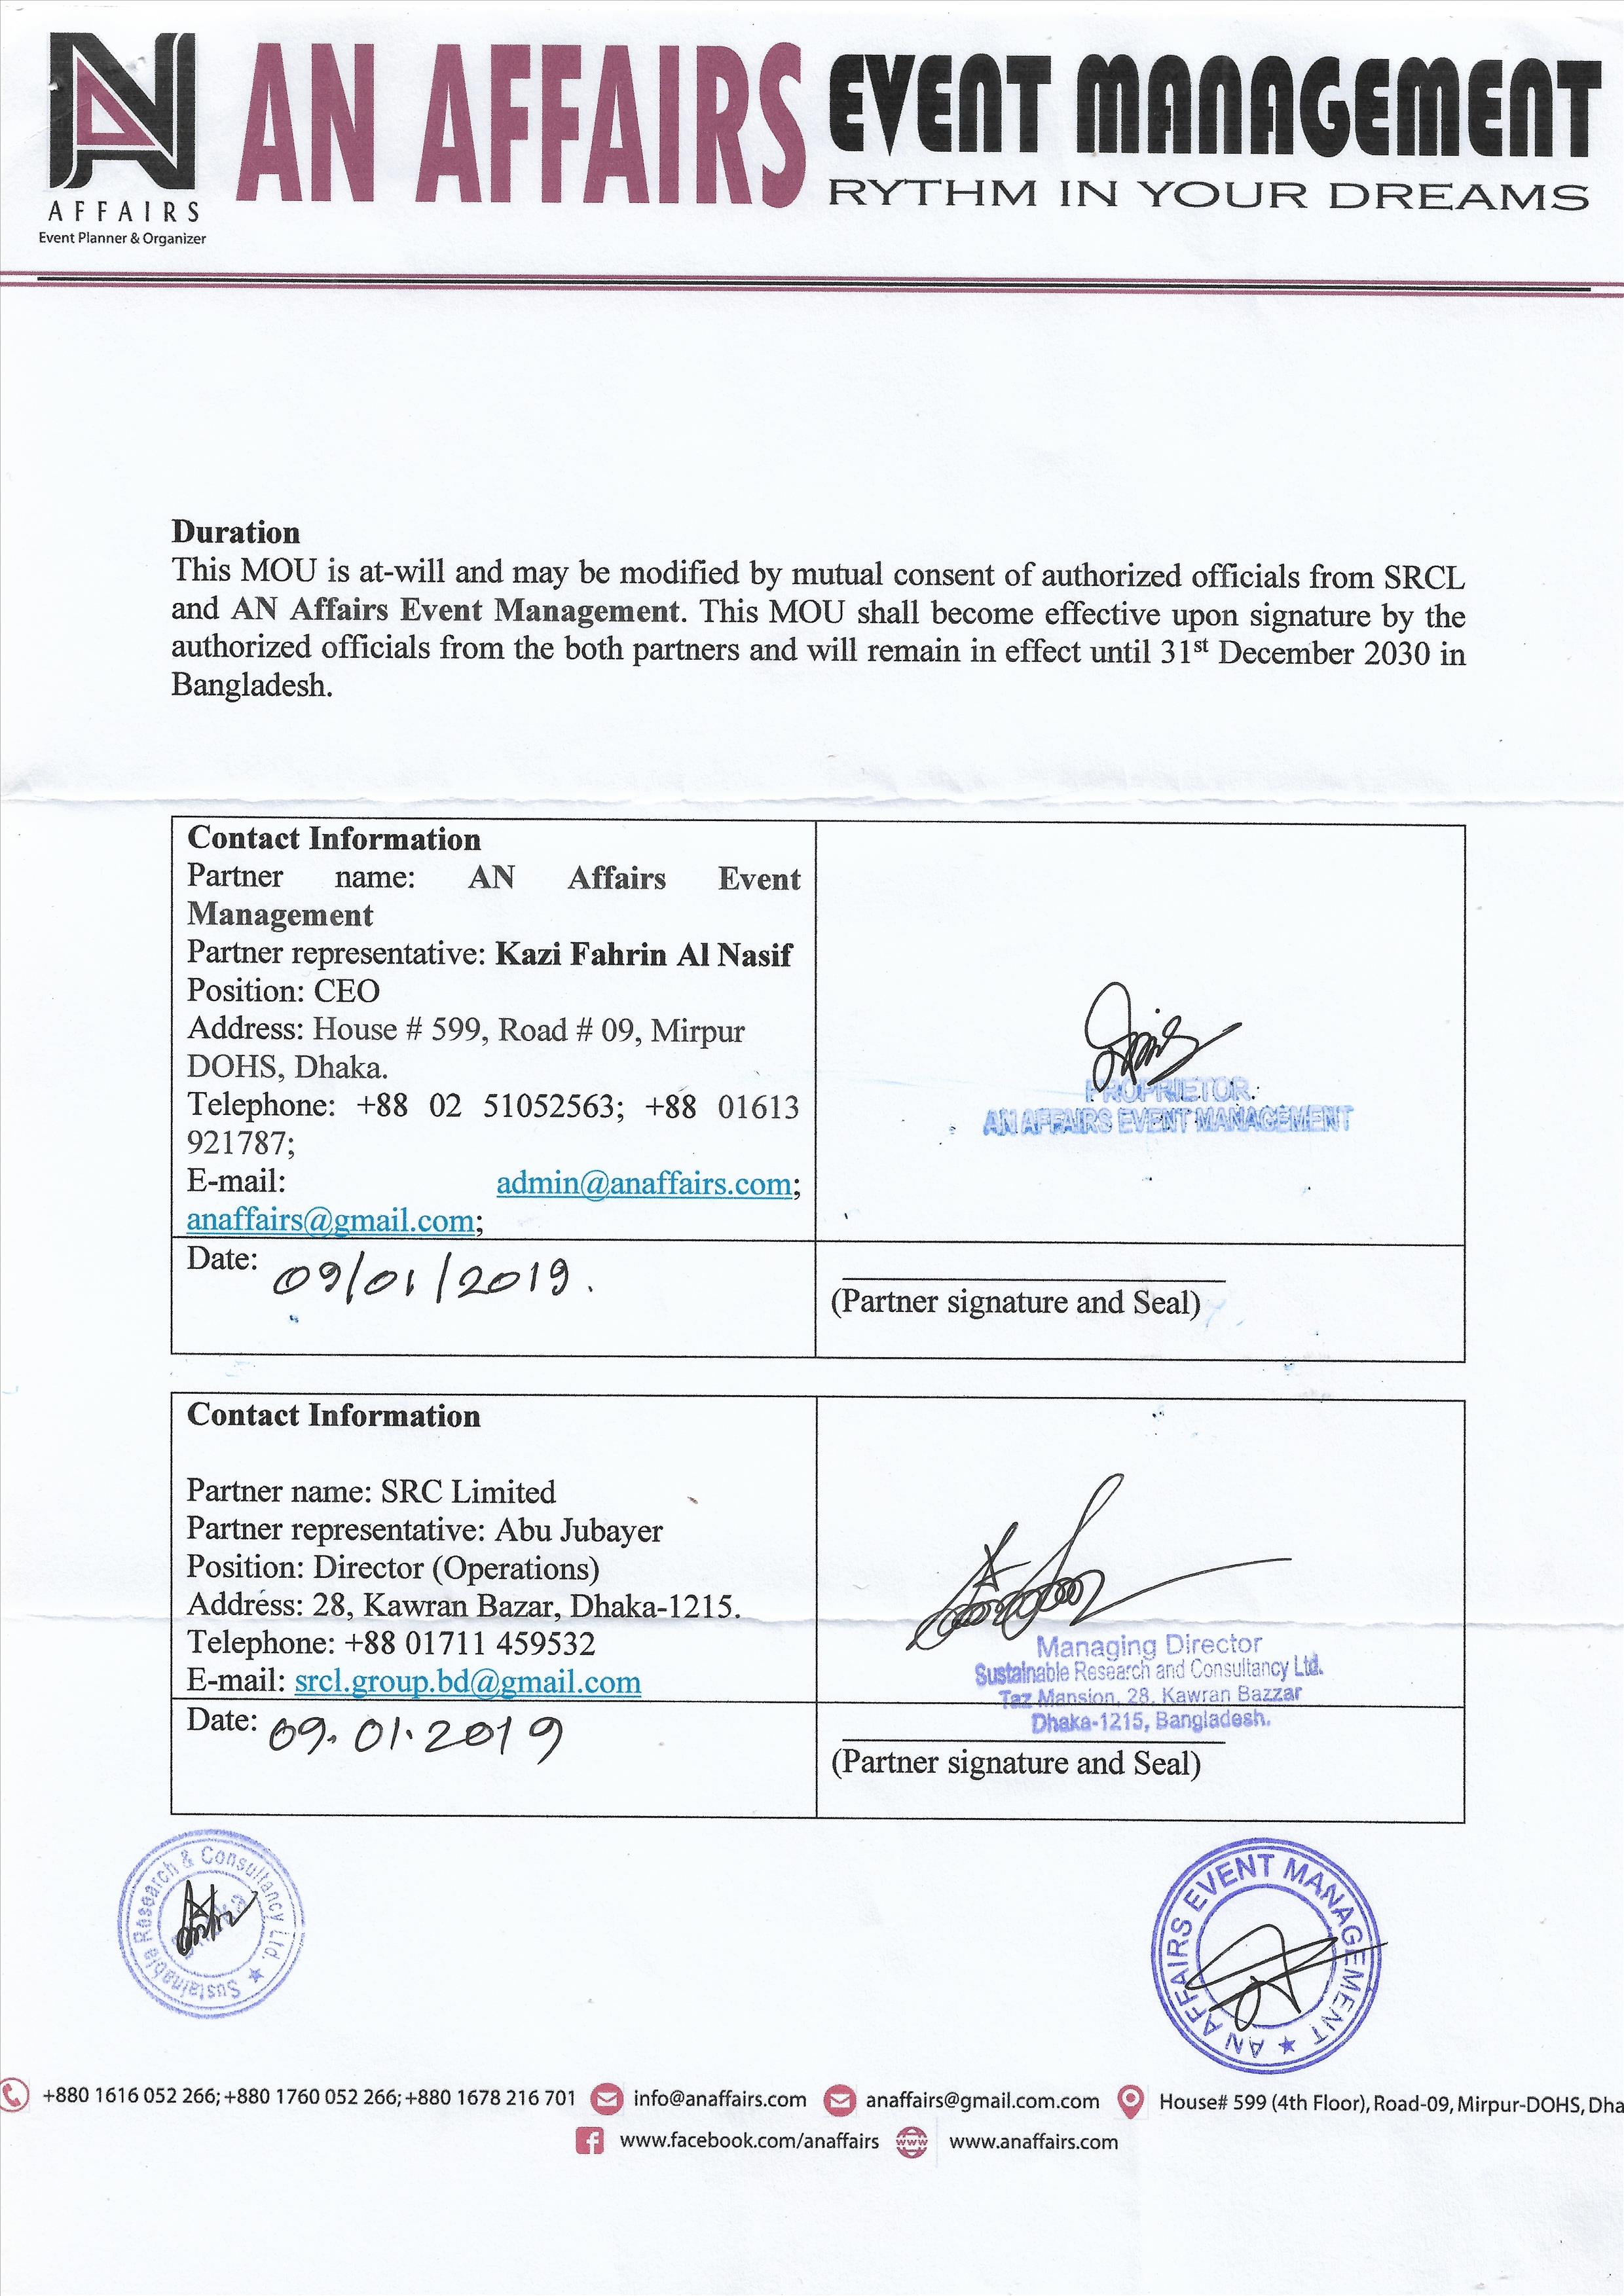 AN AFFAIRS EVENT MANAGEMENT
RYTHM IN YOUR DREAMS
AFFAIRS
Event Planner & Organizer
Duration
This MOU is at-will and may be modified by mutual consent of authorized officials from SRCL
and AN Affairs Event Management. This MOU shall become effective upon signature by the
authorized officials from the both partners and will remain in effect until 31st December 2030 in
Bangladesh.
Contact Information
Partner name: AN Affairs Event
Management
Partner representative: Kazi Fahrin Al Nasif
Position: CEO
Address: House # 599, Road # 09, Mirpur
DOHS, Dhaka.
Telephone: +88 02 51052563; +88 01613
921787;
E-mail: admin@anaffairs.com;
anaffairs@gmail.com;
PROPRIETOR
AN AFFAIRS EVENT MANAGEMENT
Date: 09/01/2019.
(Partner signature and Seal)
Contact Information
Partner name: SRC Limited
Partner representative: Abu Jubayer
Position: Director (Operations)
Address: 28, Kawran Bazar, Dhaka-1215.
Telephone: +88 01711 459532
E-mail: srcl.group.bd@gmail.com
Managing Director
Sustainable Research and Consultancy Ltd.
Taz Mansion, 28, Kawran Bazzar
Dhaka-1215, Bangladesh.
Date: 09.01.2019
(Partner signature and Seal)
Sustainable Research & Consultancy Ltd.
AN AFFAIRS EVENT MANAGEMENT
+880 1616 052 266; +880 1760 052 266; +880 1678 216 701 info@anaffairs.com anaffairs@gmail.com.com House# 599 (4th Floor), Road-09, Mirpur-DOHS, Dha
www.facebook.com/anaffairs www.anaffairs.com